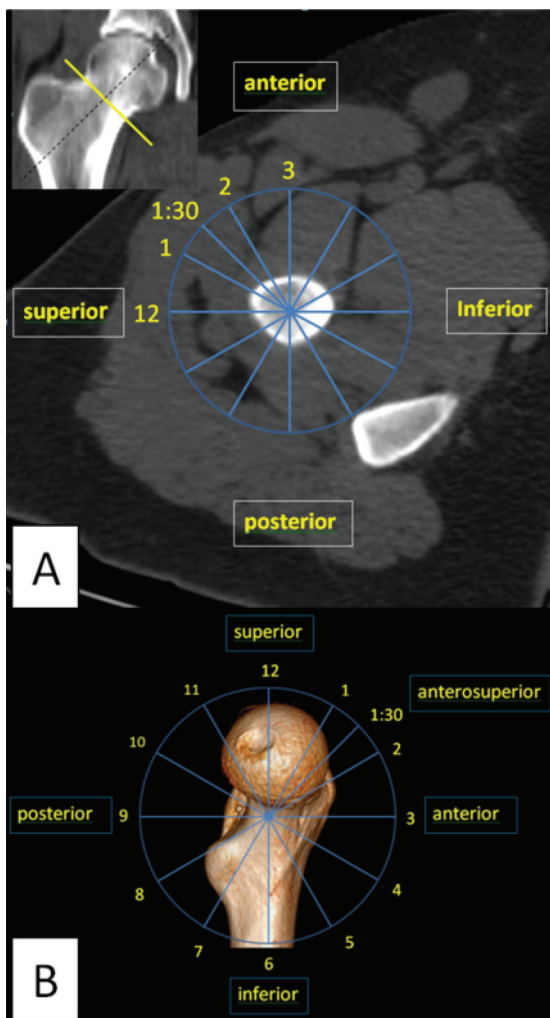 anterior
3
2
1:30
1
superior
12
Inferior
posterior
A
superior
12
11
1
anterosuperior
1:30
10
2
posterior
9
3
anterior
8
4
7
5
6
inferior
B